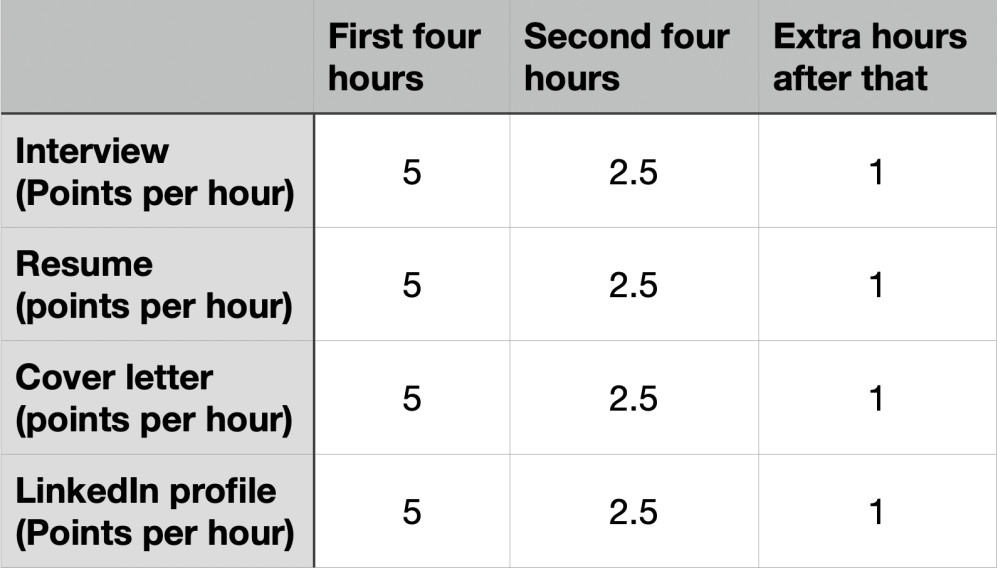 First four
hours
Second four
hours
Extra hours
after that
Interview
(Points per hour)
5
2.5
1
Resume
(points per hour)
5
2.5
1
Cover letter
(points per hour)
5
2.5
1
LinkedIn profile
(Points per hour)
5
2.5
1